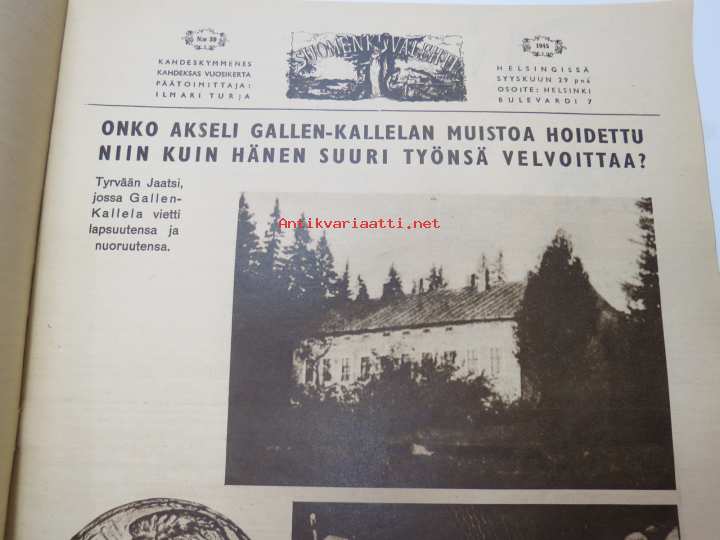 N:o 39
KAHDESKYMMENES
KAHDEKSAS VUOSIKERTA
PÄÄTOIMITTAJA:
ILMARI TURJA
SUOMEN KUVALEHTI
1945
HELSINGISSÄ
SYYSKUUN 29 pnä
OSOITE: HELSINKI
BULEVARDI 7
ONKO AKSELI GALLEN-KALLELAN MUISTOA HOIDETTU
NIIN KUIN HÄNEN SUURI TYÖNSÄ VELVOITTAA?
Tyrvään Jaatsi,
jossa Gallen-
Kallela vietti
lapsuutensa ja
nuoruutensa.
Antikvariaatti.net